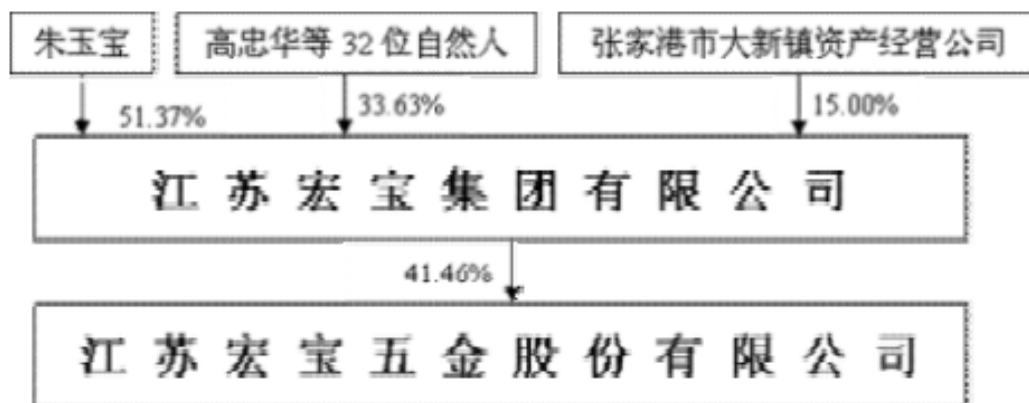 朱玉宝
高忠华等 32 位自然人
张家港市大新镇资产经营公司
51.37%
33.63%
15.00%
江苏宏宝集团有限公司
41.46%
江苏宏宝五金股份有限公司